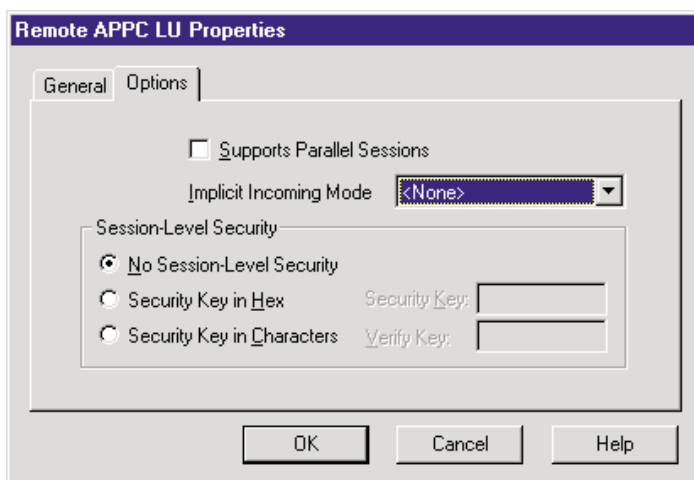 Remote APPC LU Properties
General Options
Supports Parallel Sessions
Implicit Incoming Mode <None>
Session-Level Security
No Session-Level Security
Security Key in Hex Security Key:
Security Key in Characters Verify Key:
OK Cancel Help